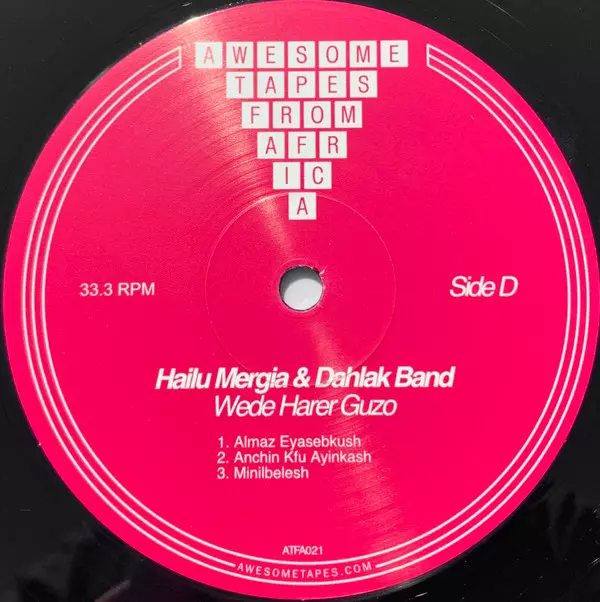 AWESOME
TAPES
FROM
AFR
IC
A
33.3 RPM
Side D
Hailu Mergia & Dahlak Band
Wede Harer Guzo
1. Almaz Eyasebkush
2. Anchin Kfu Ayinkash
3. Minilbelesh
ATFA021
AWESOMETAPES.COM